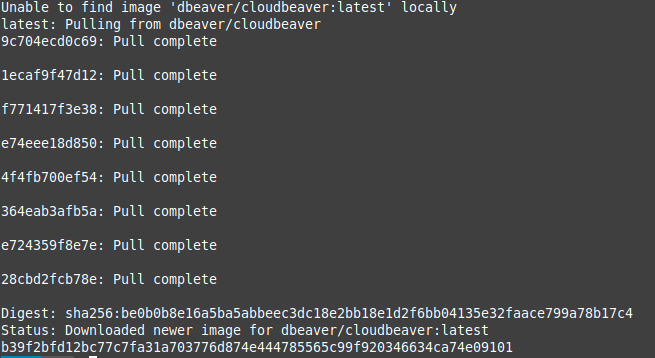 Unable to find image 'dbeaver/cloudbeaver:latest' locally
latest: Pulling from dbeaver/cloudbeaver
9c704ecd0c69: Pull complete
1ecaf9f47d12: Pull complete
f771417f3e38: Pull complete
e74eee18d850: Pull complete
4f4fb700ef54: Pull complete
364eab3afb5a: Pull complete
e724359f8e7e: Pull complete
28cbd2fcb78e: Pull complete
Digest: sha256:be0b0b8e16a5ba5abbeec3dc18e2bb18e1d2f6bb04135e32faace799a78b17c4
Status: Downloaded newer image for dbeaver/cloudbeaver:latest
b39f2bfd12bc77c7fa31a703776d874e444785565c99f920346634ca74e09101